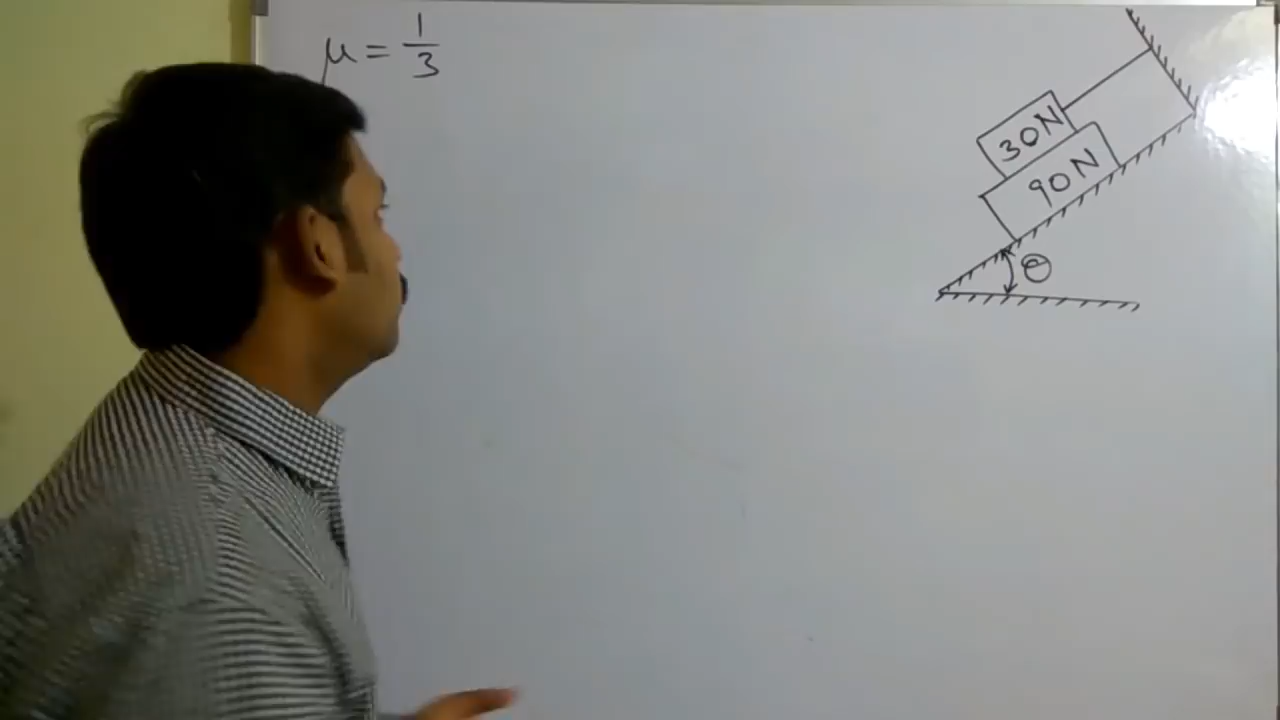 μ = 1/3
30N
90N
θ